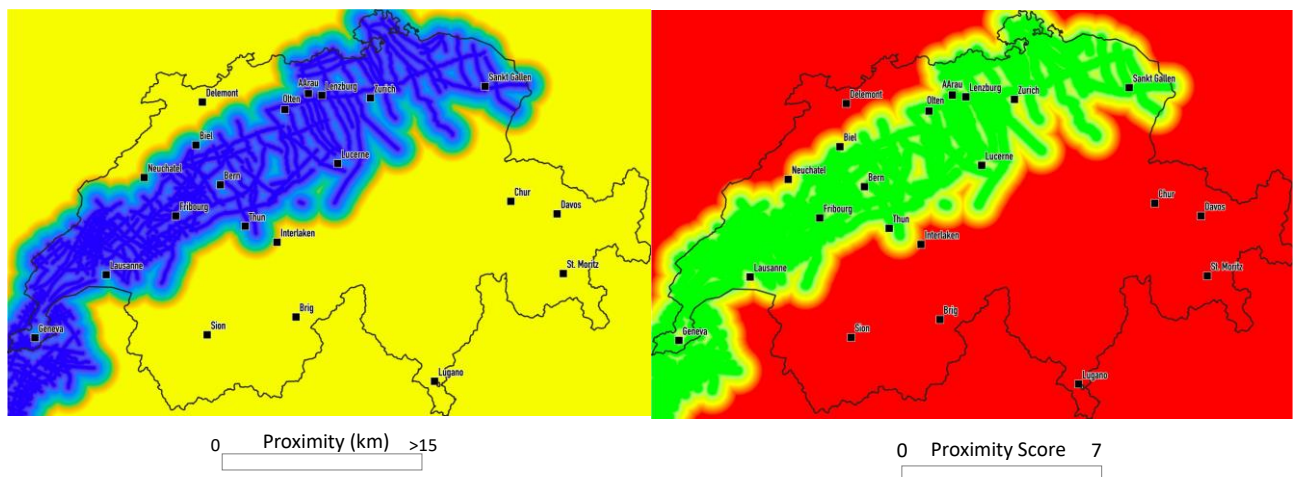 Delemont
AArau
Lenzburg
Zurich
Sankt Gallen
Olten
Biel
Neuchatel
Bern
Lucerne
Fribourg
Thun
Interlaken
Chur
Davos
Lausanne
St. Moritz
Geneva
Sion
Brig
Lugano
0 Proximity (km) >15
Delemont
AArau
Lenzburg
Zurich
Sankt Gallen
Olten
Biel
Neuchatel
Bern
Lucerne
Fribourg
Thun
Interlaken
Chur
Davos
Lausanne
St. Moritz
Geneva
Sion
Brig
Lugano
0 Proximity Score 7